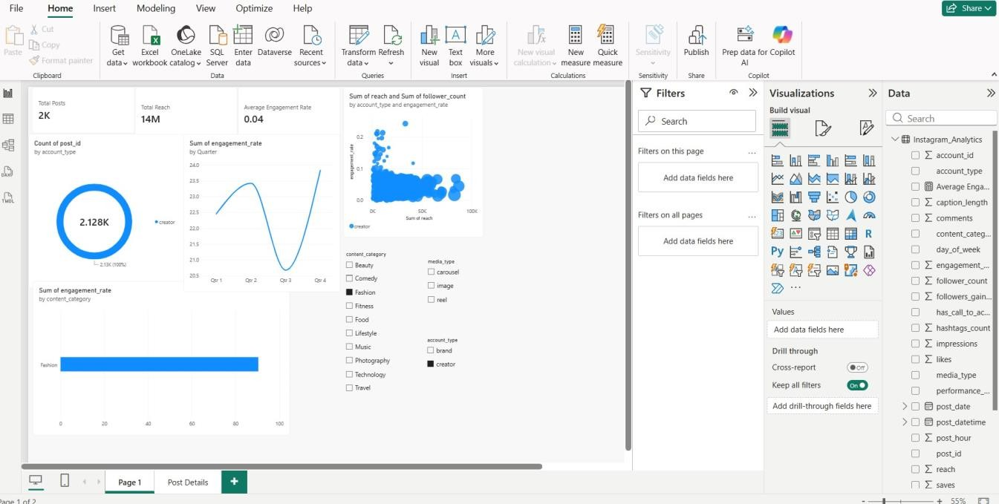 File Home Insert Modeling View Optimize Help
Share
Paste
Cut
Copy
Format painter
Clipboard
Get data
Excel workbook
OneLake catalog
SQL Server
Enter data
Dataverse
Recent sources
Data
Transform data
Refresh
Queries
New visual
Text box
More visuals
Insert
New visual calculation
New measure
Quick measure
Calculations
Sensitivity
Sensitivity
Publish
Share
Prep data for AI
Copilot
Copilot
Total Posts
2K
Total Reach
14M
Average Engagement Rate
0.04
Count of post_id
by account_type
2.128K
creator
2.13K (100%)
Sum of engagement_rate
by Quarter
24.0
23.5
23.0
22.5
22.0
21.5
21.0
20.5
Qtr 1 Qtr 2 Qtr 3 Qtr 4
Sum of reach and Sum of follower_count
by account_type and engagement_rate
engagement_rate
0.2
0.1
0.0
0K 50K 100K
Sum of reach
creator
Sum of engagement_rate
by content_category
Fashion
0 20 40 60 80 100
content_category
Beauty
Comedy
Fashion
Fitness
Food
Lifestyle
Music
Photography
Technology
Travel
media_type
carousel
image
reel
account_type
brand
creator
Filters
Search
Filters on this page
...
Add data fields here
Filters on all pages
...
Add data fields here
Visualizations
Build visual
R
Py
...
Values
Add data fields here
Drill through
Cross-report
Off
Keep all filters
On
Add drill-through fields here
Data
Search
Instagram_Analytics
account_id
account_type
Average Enga...
caption_length
comments
content_categ...
day_of_week
engagement_...
follower_count
followers_gain...
has_call_to_ac...
hashtags_count
impressions
likes
media_type
performance_...
post_date
post_datetime
post_hour
post_id
reach
saves
DAX
TMDL
Page 1
Post Details
+
Page 1 of 2
- + 55%